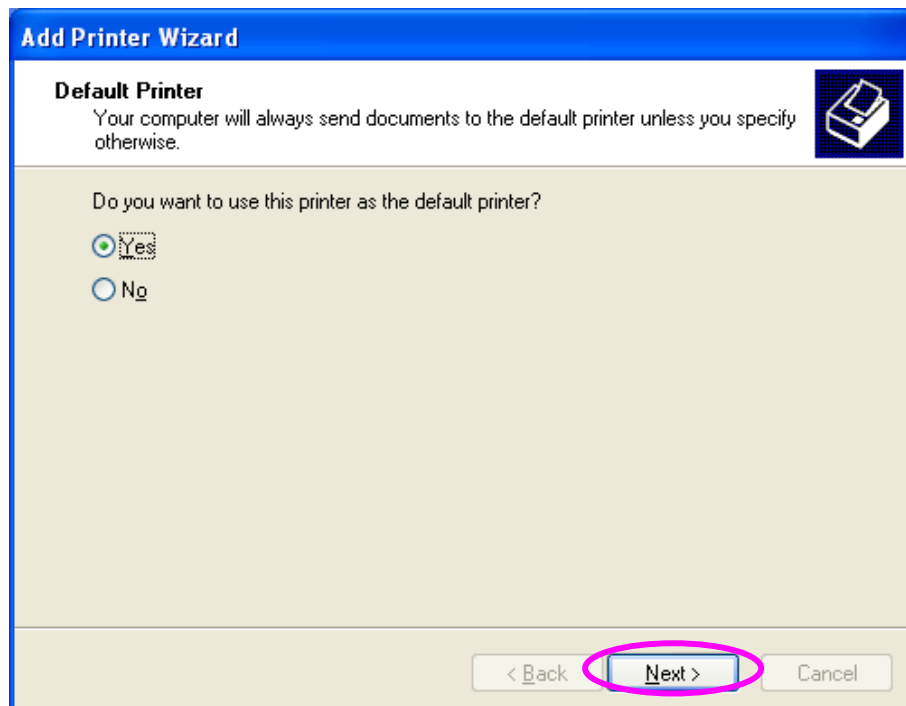 Add Printer Wizard
Default Printer
Your computer will always send documents to the default printer unless you specify
otherwise.
Do you want to use this printer as the default printer?
Yes
No
< Back
Next >
Cancel